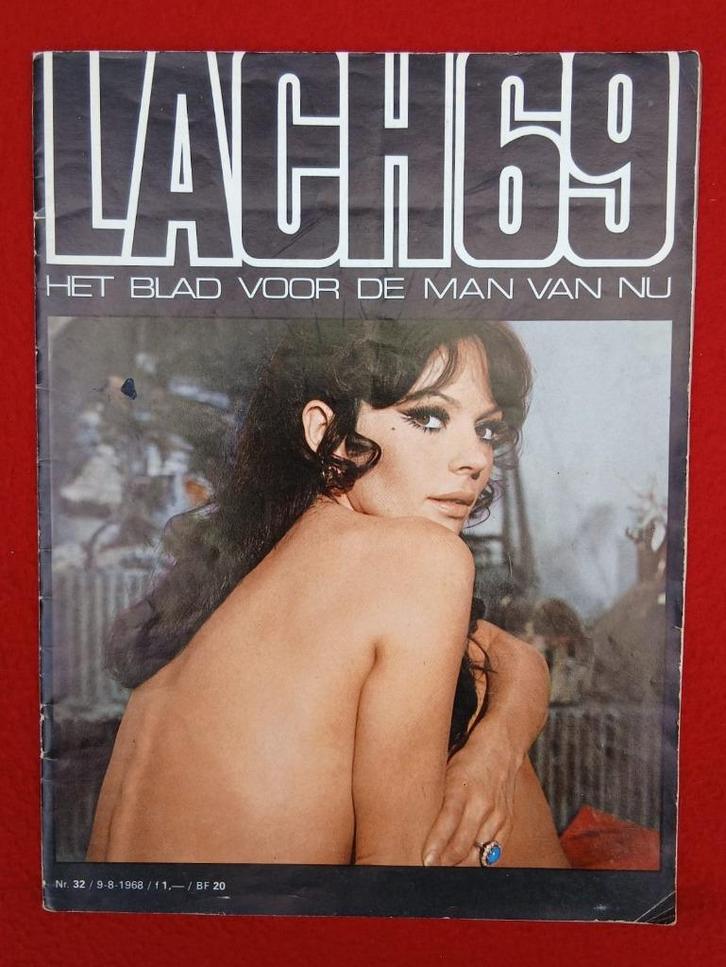 LACH69
HET BLAD VOOR DE MAN VAN NU
Nr. 32 / 9-8-1968 / f 1,— / BF 20